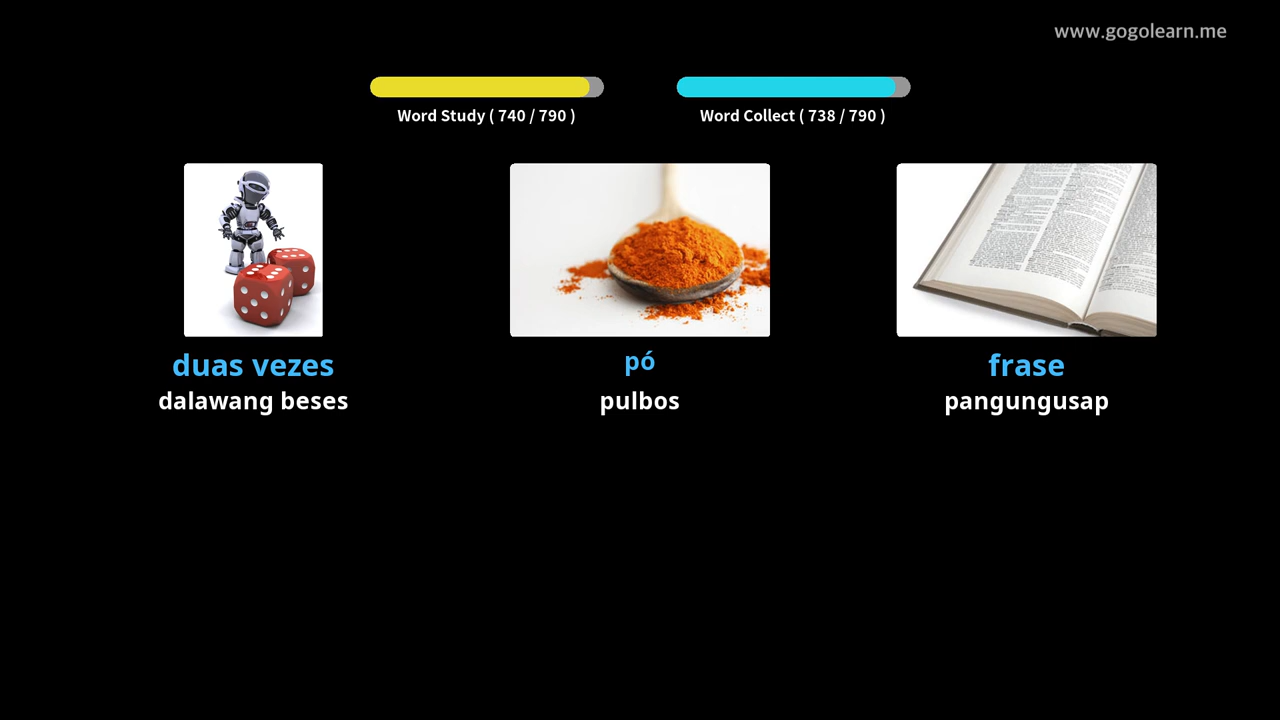 www.gogolearn.me
Word Study ( 740 / 790 )
Word Collect ( 738 / 790 )
duas vezes
dalawang beses
pó
pulbos
frase
pangungusap